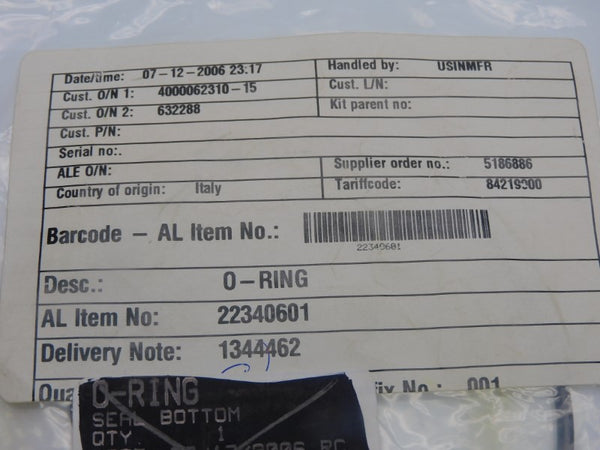 Date/time: 07-12-2006 23.17 Handled by: USINMFR
Cust. O/N 1: 4000062310-15 Cust. L/N:
Cust. O/N 2: 632288 Kit parent no:
Cust. P/N:
Serial no:.
ALE O/N: Supplier order no.: 5186886
Country of origin: Italy Tariffcode: 84219900
Barcode – AL Item No.:
22340601
Desc.: O–RING
AL Item No: 22340601
Delivery Note: 1344462
No.: 001
O-RING
SEAL BOTTOM
QTY 1